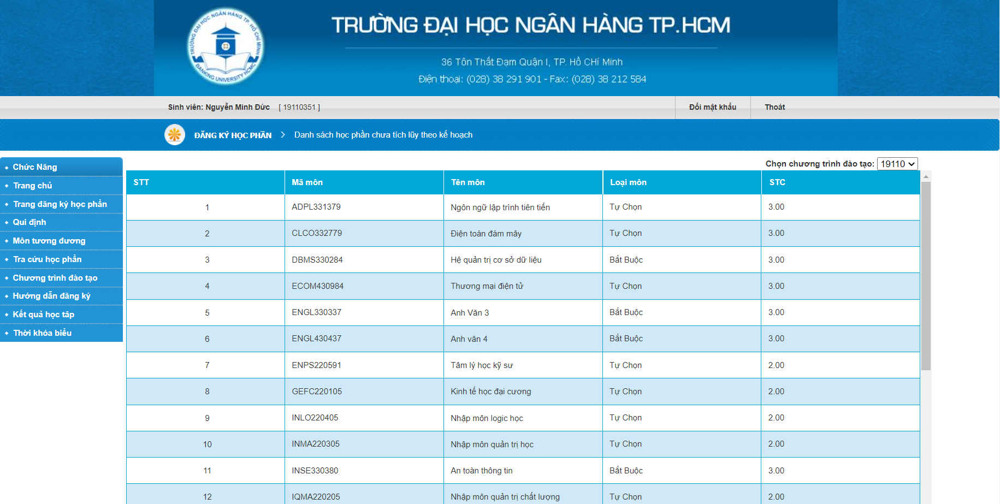 TRƯỜNG ĐẠI HỌC NGÂN HÀNG TP. HỒ CHÍ MINH
BANKING UNIVERSITY HCMC
TRƯỜNG ĐẠI HỌC NGÂN HÀNG TP.HCM
36 Tôn Thất Đạm Quận I, TP. Hồ CHí Minh
Điện thoại: (028) 38 291 901 - Fax: (028) 38 212 584
Sinh viên: Nguyễn Minh Đức [ 19110351 ]
Đổi mật khẩu
Thoát
ĐĂNG KÝ HỌC PHẦN > Danh sách học phần chưa tích lũy theo kế hoạch
Chức Năng
Trang chủ
Trang đăng ký học phần
Qui định
Môn tương đương
Tra cứu học phần
Chương trình đào tạo
Hướng dẫn đăng ký
Kết quả học tâp
Thời khóa biểu
Chọn chương trình đào tạo: 19110
STT Mã môn Tên môn Loại môn STC
1 ADPL331379 Ngôn ngữ lập trình tiên tiến Tự Chọn 3.00
2 CLCO332779 Điện toán đám mây Tự Chọn 3.00
3 DBMS330284 Hệ quản trị cơ sở dữ liệu Bắt Buộc 3.00
4 ECOM430984 Thương mại điện tử Tự Chọn 3.00
5 ENGL330337 Anh Văn 3 Bắt Buộc 3.00
6 ENGL430437 Anh văn 4 Bắt Buộc 3.00
7 ENPS220591 Tâm lý học kỹ sư Tự Chọn 2.00
8 GEFC220105 Kinh tế học đại cương Tự Chọn 2.00
9 INLO220405 Nhập môn logic học Tự Chọn 2.00
10 INMA220305 Nhập môn quản trị học Tự Chọn 2.00
11 INSE330380 An toàn thông tin Bắt Buộc 3.00
12 IQMA220205 Nhập môn quản trị chất lượng Tự Chọn 2.00